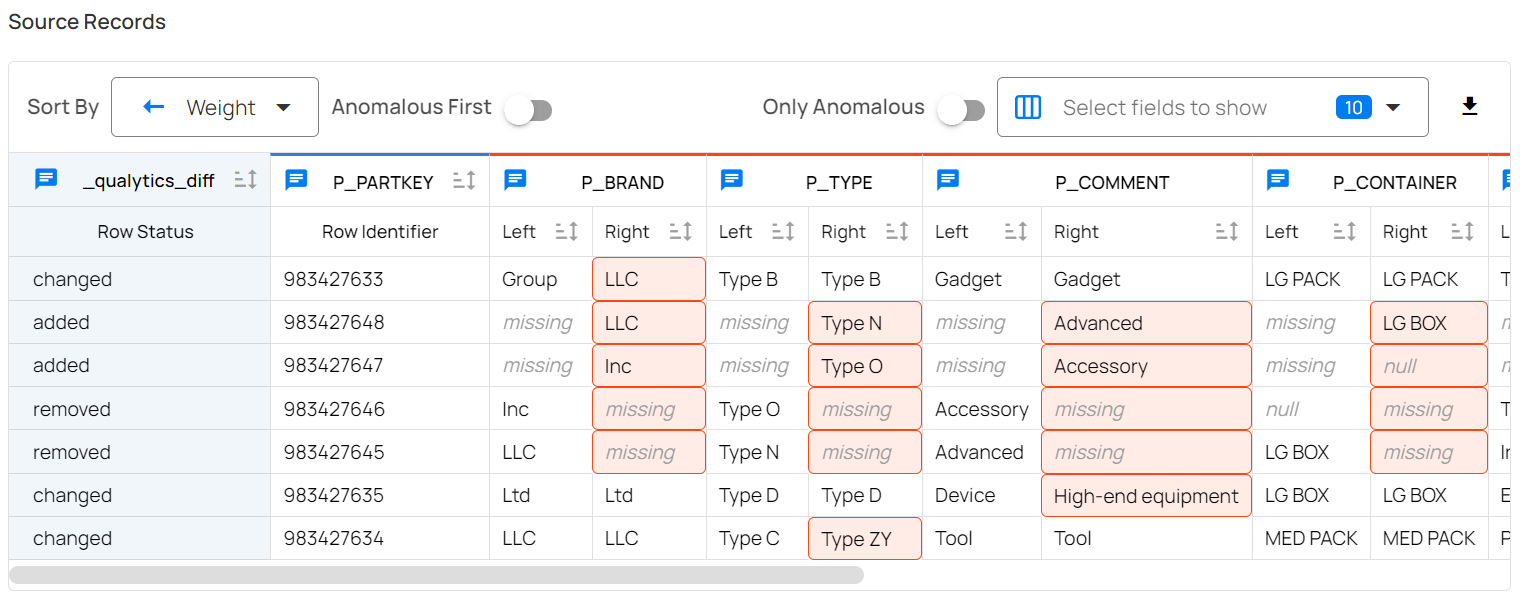 Source Records
Sort By Weight Anomalous First Only Anomalous Select fields to show 10
_qualytics_diff P_PARTKEY P_BRAND P_TYPE P_COMMENT P_CONTAINER
Row Status Row Identifier Left Right Left Right Left Right Left Right L
changed 983427633 Group LLC Type B Type B Gadget Gadget LG PACK LG PACK T
added 983427648 missing LLC missing Type N missing Advanced missing LG BOX
added 983427647 missing Inc missing Type O missing Accessory missing null
removed 983427646 Inc missing Type O missing Accessory missing null missing T
removed 983427645 LLC missing Type N missing Advanced missing LG BOX missing
changed 983427635 Ltd Ltd Type D Type D Device High-end equipment LG BOX LG BOX E
changed 983427634 LLC LLC Type C Type ZY Tool Tool MED PACK MED PACK P